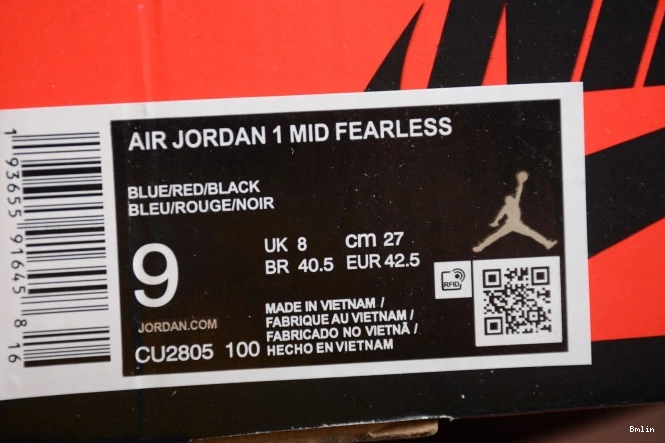 AIR JORDAN 1 MID FEARLESS
BLUE/RED/BLACK
BLEU/ROUGE/NOIR
9
UK 8 cm 27
BR 40.5 EUR 42.5
RFID
MADE IN VIETNAM /
FABRIQUE AU VIETNAM /
FABRICADO NO VIETNÃ /
HECHO EN VIETNAM
JORDAN.COM
CU2805 100
1 93655 91645 8 16
Bmlin